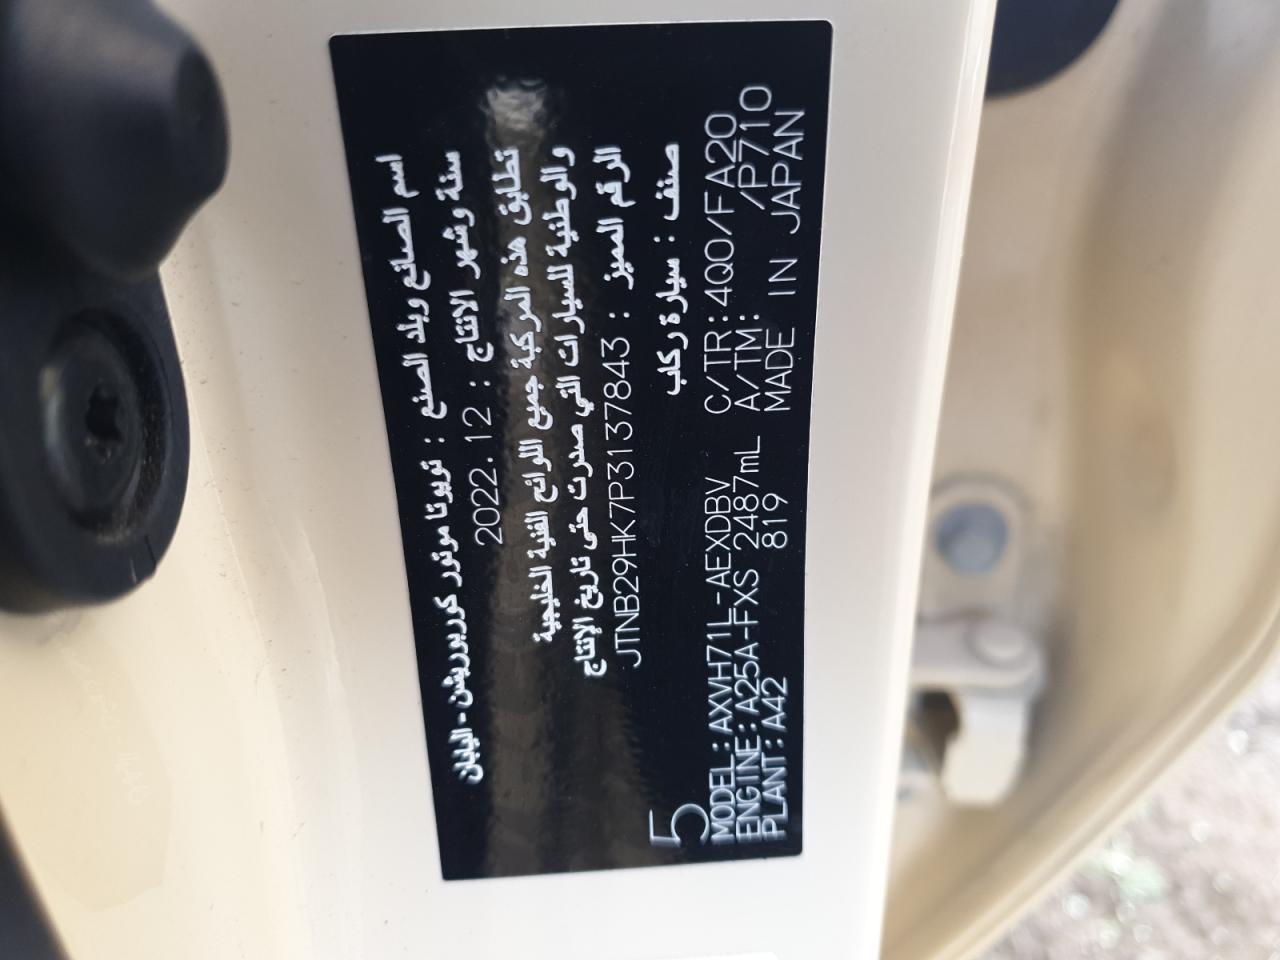 اسم الصانع وبلد الصنع : تويوتا موتور كوربوريشن - اليابان
سنة وشهر الانتاج : 2022.12
تطابق هذه المركبة جميع اللوائح الفنية الخليجية
والوطنية للسيارات التي صدرت حتى تاريخ الإنتاج
الرقم المميز : JTNB29HK7P3137843
صنف : سيارة ركاب
5
MODEL:AXVH71L-AEXDBV C/TR:4Q0/FA20
ENGINE:A25A-FXS 2487mL A/TM: /P710
PLANT:A42 819 MADE IN JAPAN